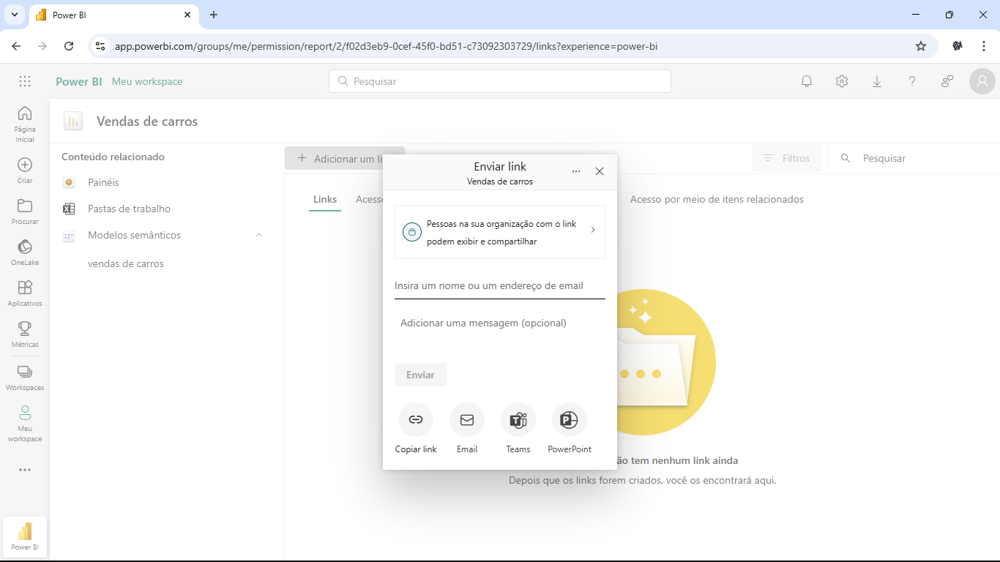 Power BI
app.powerbi.com/groups/me/permission/report/2/f02d3eb9-0cef-45f0-bd51-c73092303729/links?experience=power-bi
Power BI Meu workspace
Pesquisar
Página
Inicial
Criar
Procurar
OneLake
Aplicativos
Métricas
Workspaces
Meu
workspace
Power BI
Vendas de carros
Conteúdo relacionado
Painéis
Pastas de trabalho
Modelos semânticos
vendas de carros
Adicionar um li
Filtros
Pesquisar
Links
Acess
Acesso por meio de itens relacionados
Enviar link
Vendas de carros
Pessoas na sua organização com o link
podem exibir e compartilhar
Insira um nome ou um endereço de email
Adicionar uma mensagem (opcional)
Enviar
Copiar link
Email
Teams
PowerPoint
ão tem nenhum link ainda
Depois que os links forem criados, você os encontrará aqui.